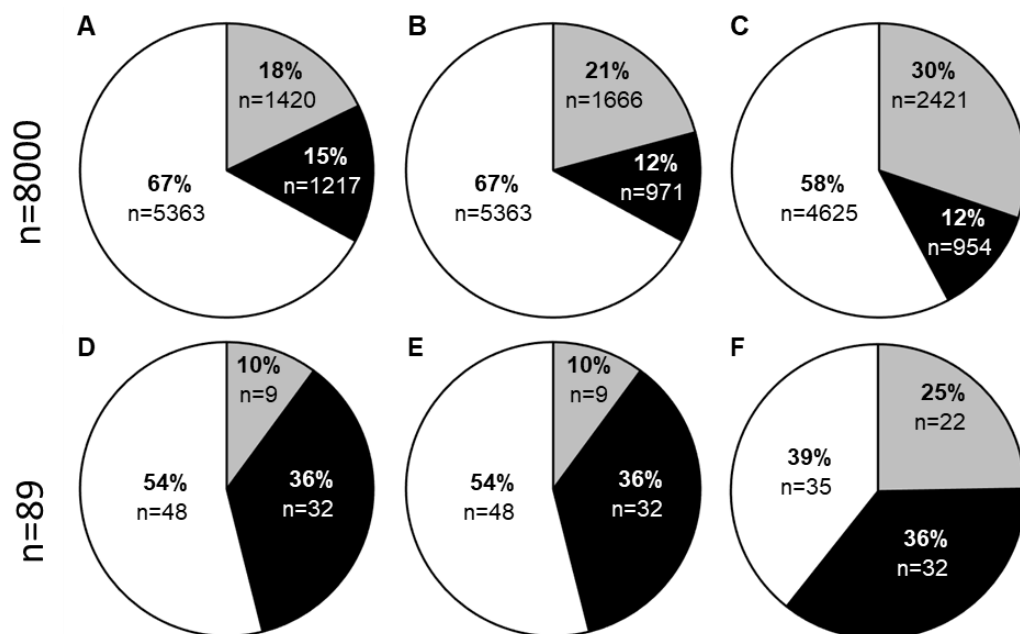 A
18%
n=1420
15%
n=1217
67%
n=5363
B
21%
n=1666
12%
n=971
67%
n=5363
C
30%
n=2421
12%
n=954
58%
n=4625
n=8000
D
10%
n=9
36%
n=32
54%
n=48
E
10%
n=9
36%
n=32
54%
n=48
F
25%
n=22
36%
n=32
39%
n=35
n=89